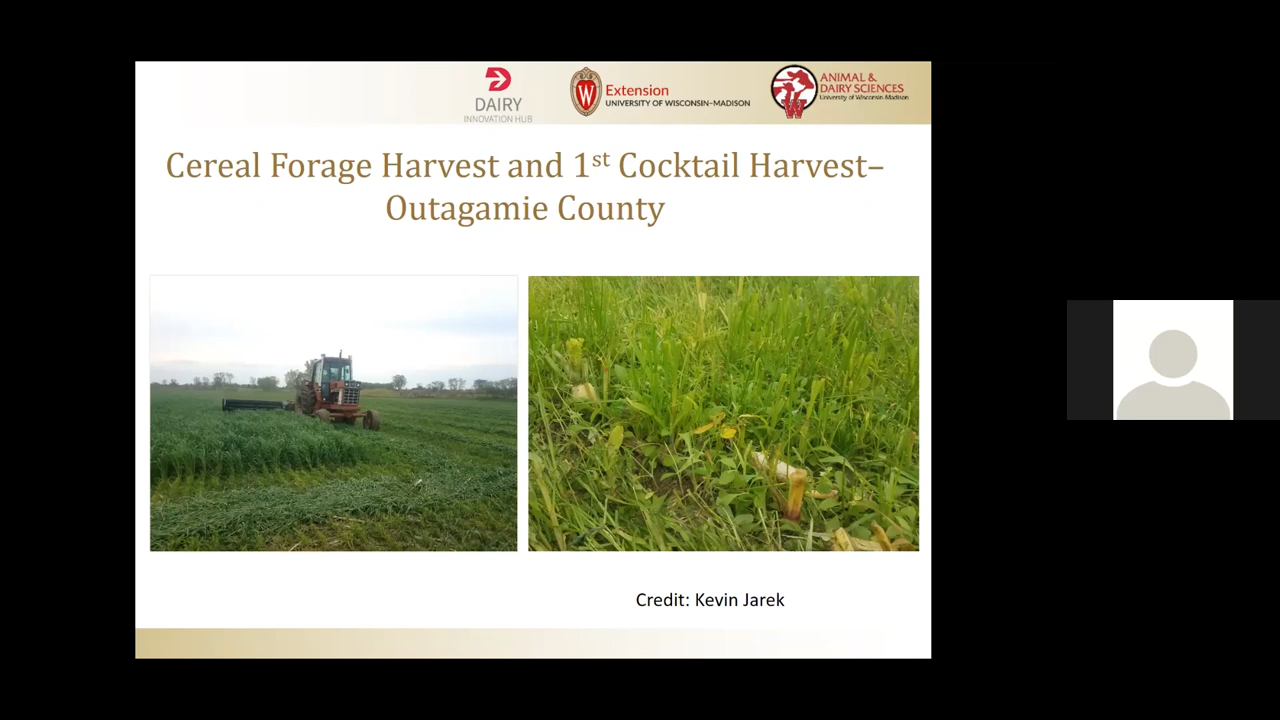 DAIRY
INNOVATION HUB
W
Extension
UNIVERSITY OF WISCONSIN–MADISON
W
ANIMAL &
DAIRY SCIENCES
University of Wisconsin-Madison
Cereal Forage Harvest and 1st Cocktail Harvest–
Outagamie County
Credit: Kevin Jarek